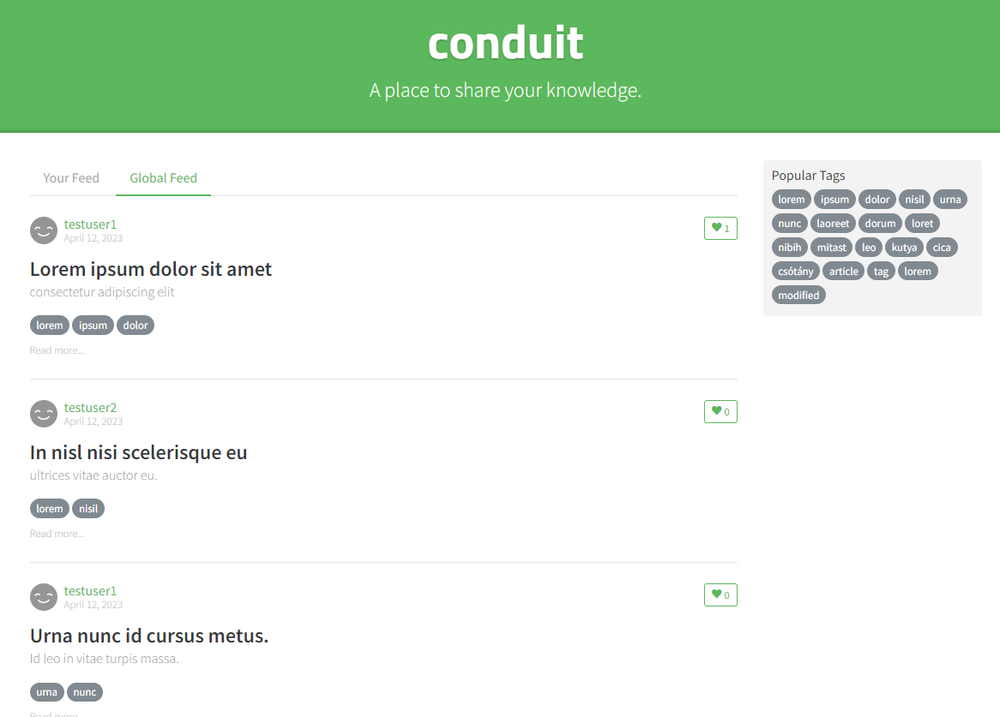 conduit
A place to share your knowledge.
Your Feed Global Feed
testuser1
April 12, 2023
1
Lorem ipsum dolor sit amet
consectetur adipiscing elit
lorem ipsum dolor
Read more...
testuser2
April 12, 2023
0
In nisl nisi scelerisque eu
ultrices vitae auctor eu.
lorem nisil
Read more...
testuser1
April 12, 2023
0
Urna nunc id cursus metus.
Id leo in vitae turpis massa.
urna nunc
Read more...
Popular Tags
lorem ipsum dolor nisil urna
nunc laoreet dorum loret
nibih mitast leo kutya cica
csótány article tag lorem
modified